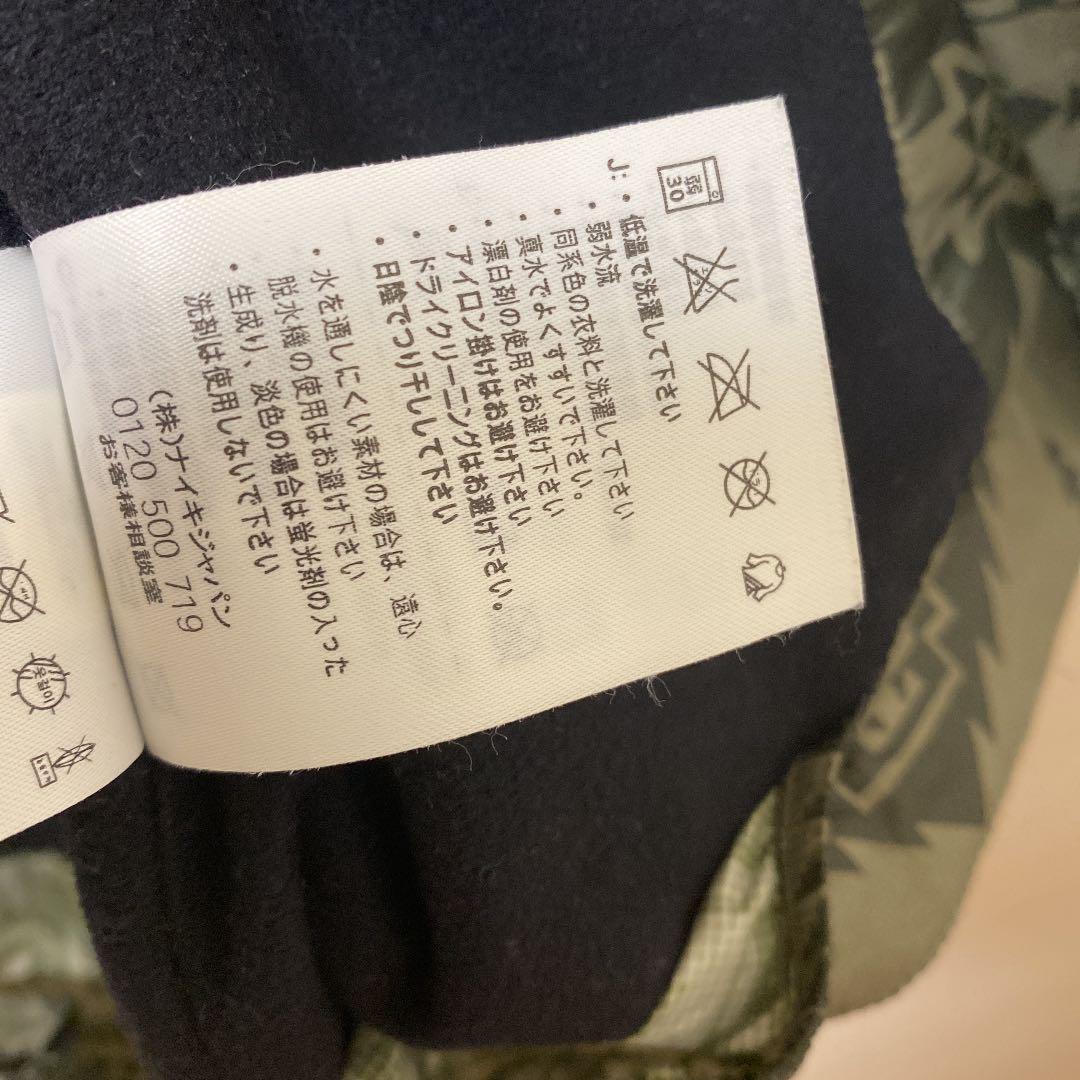 弱
30
J: ・低温で洗濯して下さい
弱水流
・同系色の衣料と洗濯して下さい
・真水でよくすすいで下さい。
・漂白剤の使用をお避け下さい
・アイロン掛けはお避け下さい
・ドライクリーニングはお避け下さい。
・日陰でつり干しして下さい
・水を通しにくい素材の場合は、遠心
脱水機の使用はお避け下さい
・生成り、淡色の場合は蛍光剤の入った
洗剤は使用しないで下さい
(株)ナイキジャパン
0120 500 719
お客様相談室
옷걸이